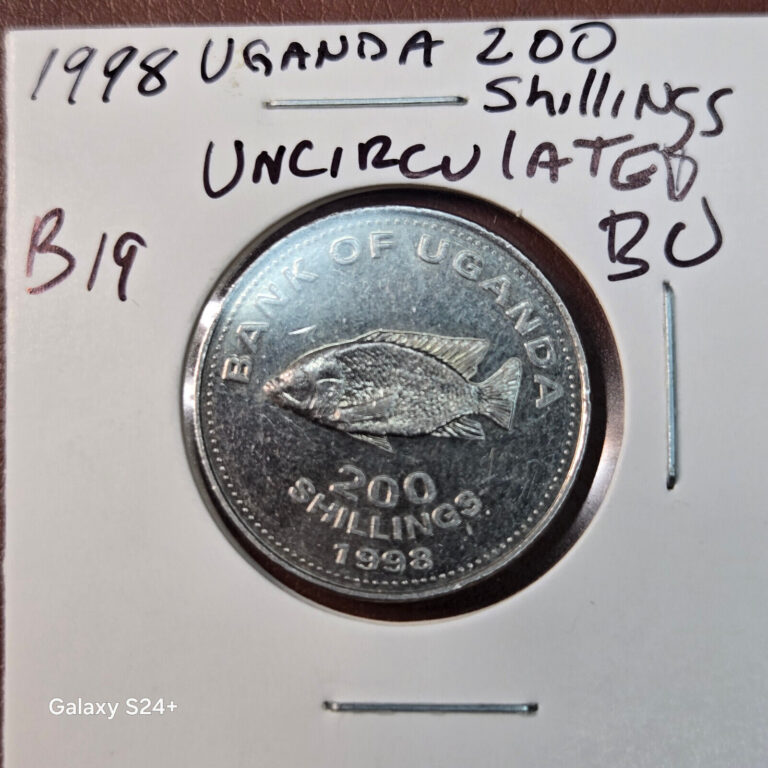 1998 UGANDA 200
Shillings
UNCIRCULATED
B19
BU
BANK OF UGANDA
200
SHILLINGS
1998
Galaxy S24+